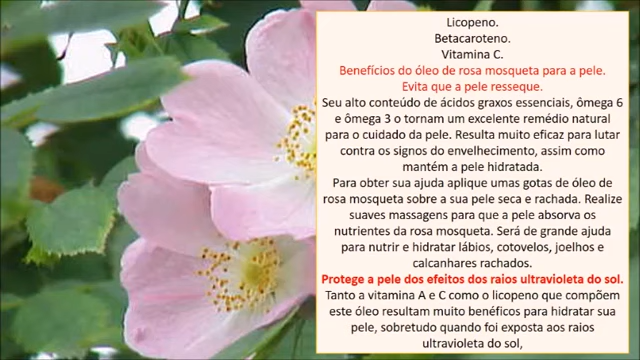 Licopeno.
Betacaroteno.
Vitamina C.
Benefícios do óleo de rosa mosqueta para a pele.
Evita que a pele resseque.
Seu alto conteúdo de ácidos graxos essenciais, ômega 6
e ômega 3 o tornam um excelente remédio natural
para o cuidado da pele. Resulta muito eficaz para lutar
contra os signos do envelhecimento, assim como
mantém a pele hidratada.
Para obter sua ajuda aplique umas gotas de óleo de
rosa mosqueta sobre a sua pele seca e rachada. Realize
suaves massagens para que a pele absorva os
nutrientes da rosa mosqueta. Será de grande ajuda
para nutrir e hidratar lábios, cotovelos, joelhos e
calcanhares rachados.
Protege a pele dos efeitos dos raios ultravioleta do sol.
Tanto a vitamina A e C como o licopeno que compõem
este óleo resultam muito benéficos para hidratar sua
pele, sobretudo quando foi exposta aos raios
ultravioleta do sol,